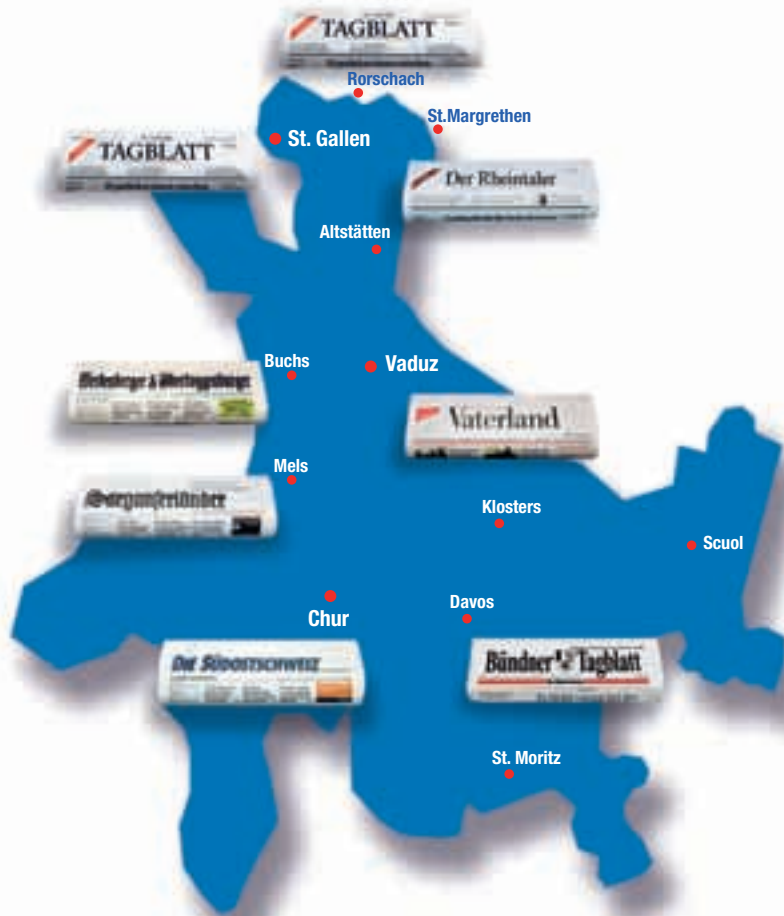 TAGBLATT
Rorschach
St.Margrethen
St. Gallen
TAGBLATT
Der Rheintaler
Altstätten
Buchs
Vaduz
Vaterland
Mels
Sarganserländer
Klosters
Scuol
Chur
Davos
DIE SÜDOSTSCHWEIZ
Bündner Tagblatt
St. Moritz